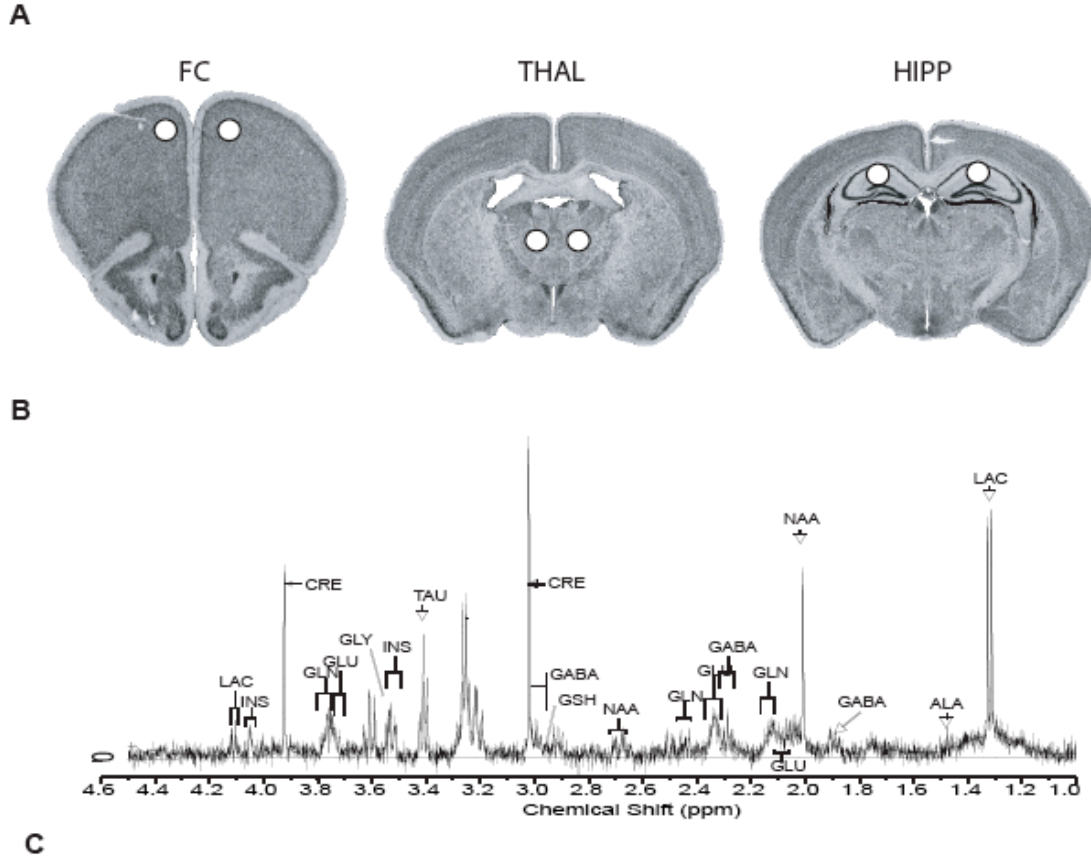 A
FC THAL HIPP
B
LAC
NAA
CRE CRE
TAU
GLY INS GABA
GLU
GLN GLN
LAC GABA
INS GSH GLN GABA
NAA ALA
GLU
0
4.6 4.4 4.2 4.0 3.8 3.6 3.4 3.2 3.0 2.8 2.6 2.4 2.2 2.0 1.8 1.6 1.4 1.2 1.0
Chemical Shift (ppm)
C